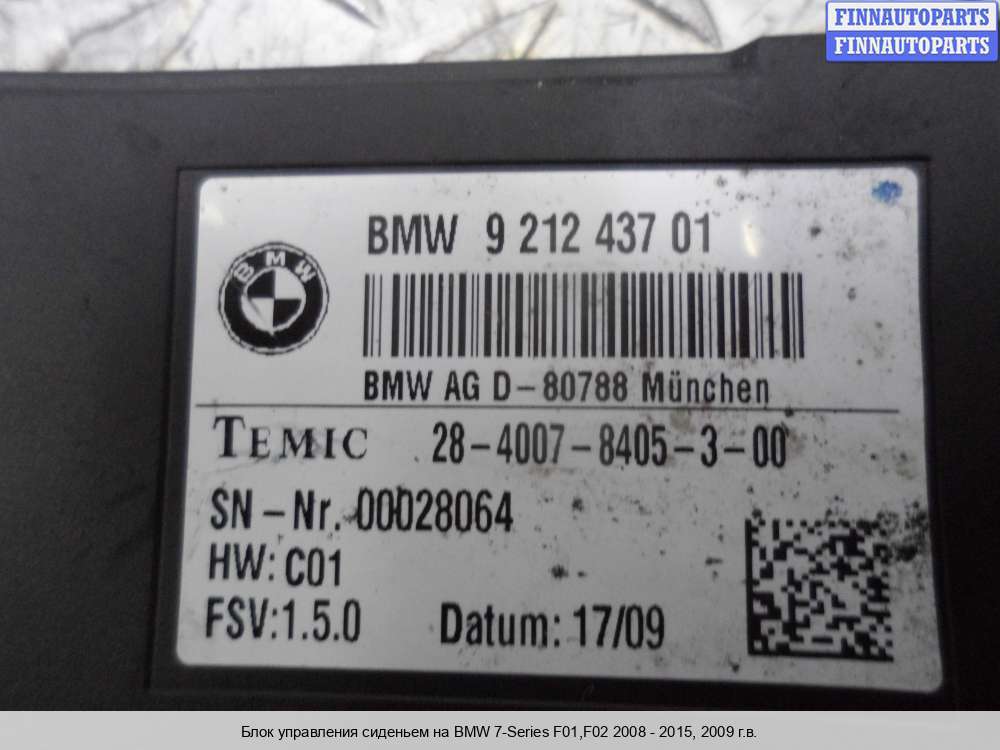 FINNAUTOPARTS
FINNAUTOPARTS
BMW 9 212 437 01
BMW
BMW AG D-80788 München
TEMIC 28-4007-8405-3-00
SN-Nr. 00028064
HW: C01
FSV:1.5.0 Datum: 17/09
Блок управления сиденьем на BMW 7-Series F01,F02 2008 - 2015, 2009 г.в.